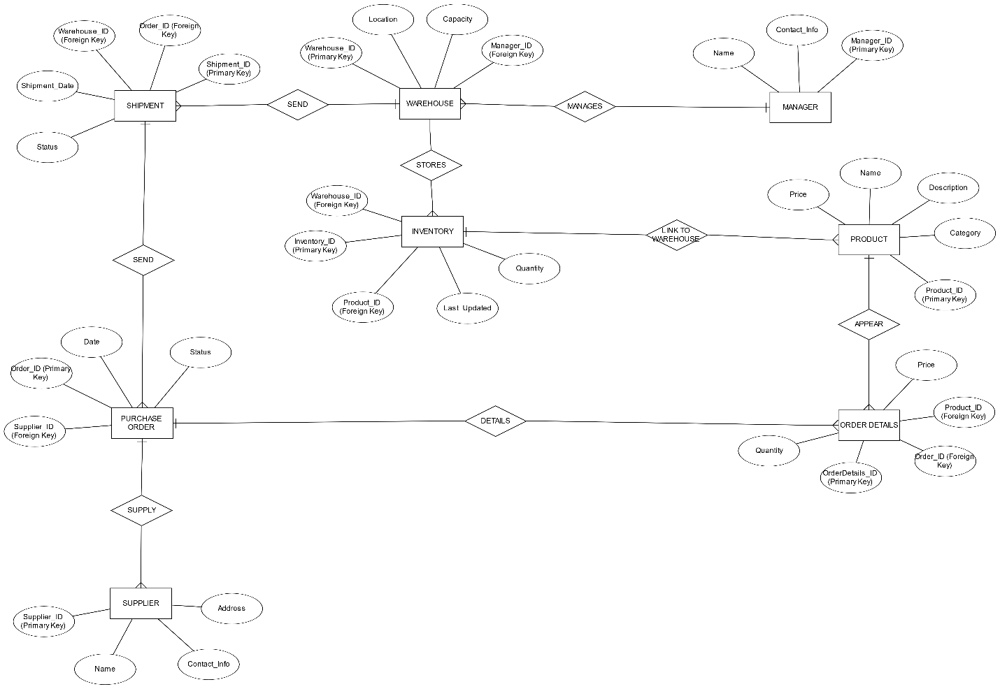 Warehouse_ID
(Foreign Key)
Order_ID (Foreign
Key)
Shipment_ID
(Primary Key)
Shipment_Date
Status
SHIPMENT
SEND
Location
Capacity
Warehouse_ID
(Primary Key)
Manager_ID
(Foreign Key)
WAREHOUSE
MANAGES
Contact_Info
Name
Manager_ID
(Primary Key)
MANAGER
STORES
Warehouse_ID
(Foreign Key)
Inventory_ID
(Primary Key)
INVENTORY
Quantity
Product_ID
(Foreign Key)
Last_Updated
LINK TO
WAREHOUSE
Name
Price
Description
Category
PRODUCT
Product_ID
(Primary Key)
SEND
APPEAR
Date
Status
Order_ID (Primary
Key)
Supplier_ID
(Foreign Key)
PURCHASE
ORDER
DETAILS
Price
Product_ID
(Foreign Key)
ORDER DETAILS
Quantity
Order_ID (Foreign
Key)
OrderDetails_ID
(Primary Key)
SUPPLY
SUPPLIER
Address
Supplier_ID
(Primary Key)
Name
Contact_Info